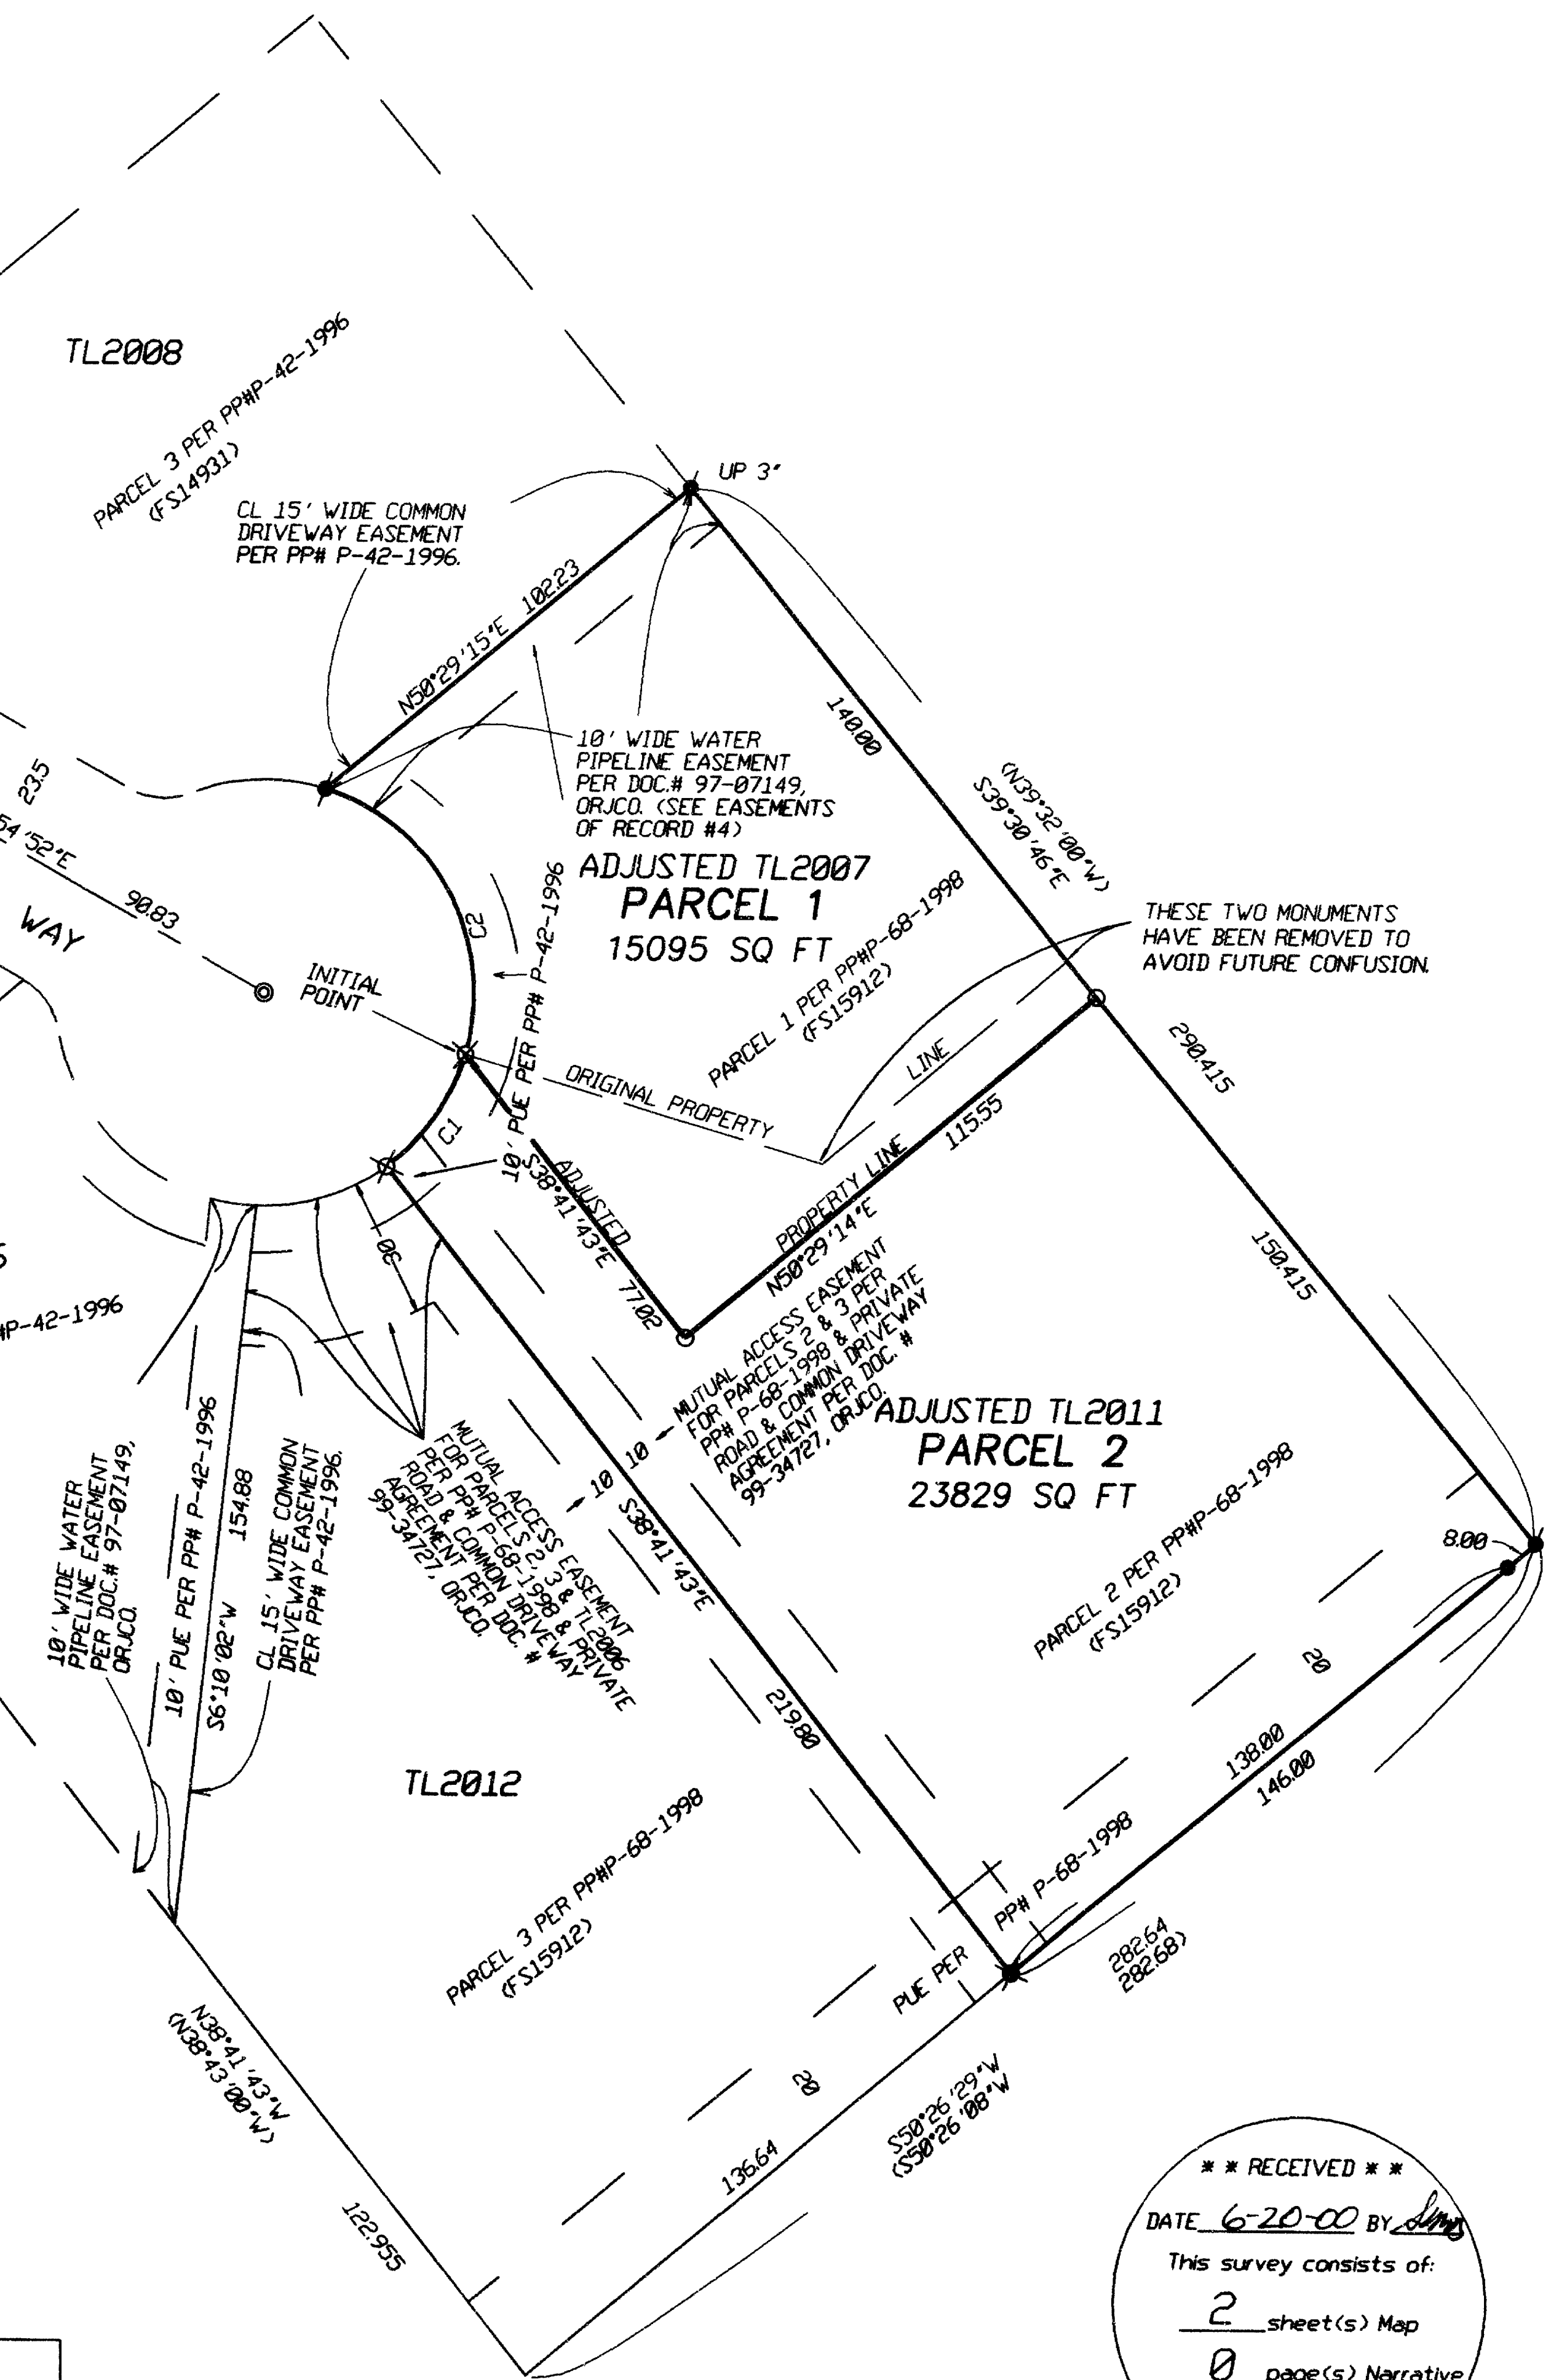 TL2008
PARCEL 3 PER PP#P-42-1996
(FS14931)
UP 3"
CL 15' WIDE COMMON
DRIVEWAY EASEMENT
PER PP# P-42-1996.
N50°29'15"E 102.23
10' WIDE WATER
PIPELINE EASEMENT
PER DOC.# 97-07149,
ORJCO. (SEE EASEMENTS
OF RECORD #4)
140.00
(N39°32'00"W)
S39°30'46"E
23.5
54'52"E
90.83
WAY
C2
ADJUSTED TL2007
PARCEL 1
15095 SQ FT
10' PUE PER PP# P-42-1996
PARCEL 1 PER PP#P-68-1998
(FS15912)
THESE TWO MONUMENTS
HAVE BEEN REMOVED TO
AVOID FUTURE CONFUSION.
INITIAL
POINT
ORIGINAL PROPERTY
LINE
290.415
C1
ADJUSTED
S38°41'43"E 77.02
PROPERTY LINE
115.55
N50°29'14"E
150.415
30
#P-42-1996
MUTUAL ACCESS EASEMENT
FOR PARCELS 2 & 3 PER
PP# P-68-1998 & PRIVATE
ROAD & COMMON DRIVEWAY
AGREEMENT PER DOC. #
99-34727, ORJCO.
ADJUSTED TL2011
PARCEL 2
23829 SQ FT
PARCEL 2 PER PP#P-68-1998
(FS15912)
8.00
10
10
MUTUAL ACCESS EASEMENT
FOR PARCELS 2, 3 & TL2006
PER PP# P-68-1998 & PRIVATE
ROAD & COMMON DRIVEWAY
AGREEMENT PER DOC. #
99-34727, ORJCO.
S38°41'43"E
219.80
10' WIDE WATER
PIPELINE EASEMENT
PER DOC.# 97-07149,
ORJCO.
10' PUE PER PP# P-42-1996
S6°10'02"W 154.88
CL 15' WIDE COMMON
DRIVEWAY EASEMENT
PER PP# P-42-1996.
20
138.00
146.00
TL2012
PARCEL 3 PER PP#P-68-1998
(FS15912)
PUE PER PP# P-68-1998
282.64
282.68)
N38°41'43"W
(N38°43'00"W)
20
S50°26'29"W
(S50°26'08"W
136.64
122.955
* * RECEIVED * *
DATE 6-20-00 BY
This survey consists of:
2 sheet(s) Map
0 page(s) Narrative